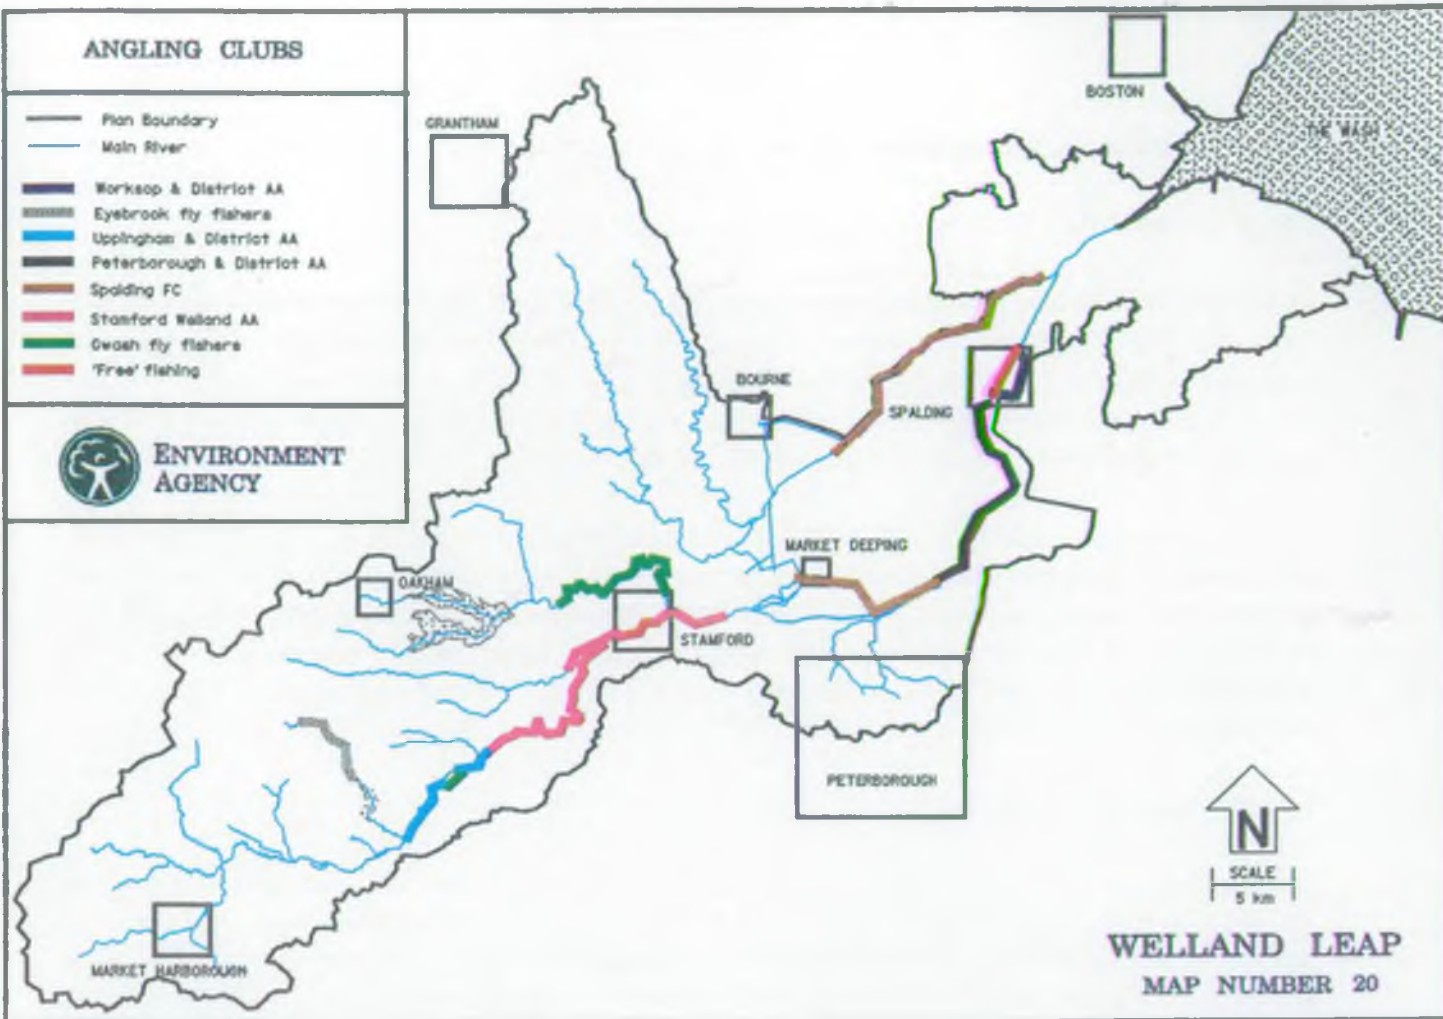 ANGLING CLUBS
Plan Boundary
Main River
Worksop & District AA
Eyebrook fly fishers
Uppingham & District AA
Peterborough & District AA
Spalding FC
Stamford Welland AA
Gwash fly fishers
'Free' fishing
ENVIRONMENT
AGENCY
GRANTHAM
BOSTON
THE WASH
BOURNE
SPALDING
MARKET DEEPING
OAKHAM
STAMFORD
PETERBOROUGH
MARKET HARBOROUGH
N
SCALE
5 km
WELLAND LEAP
MAP NUMBER 20